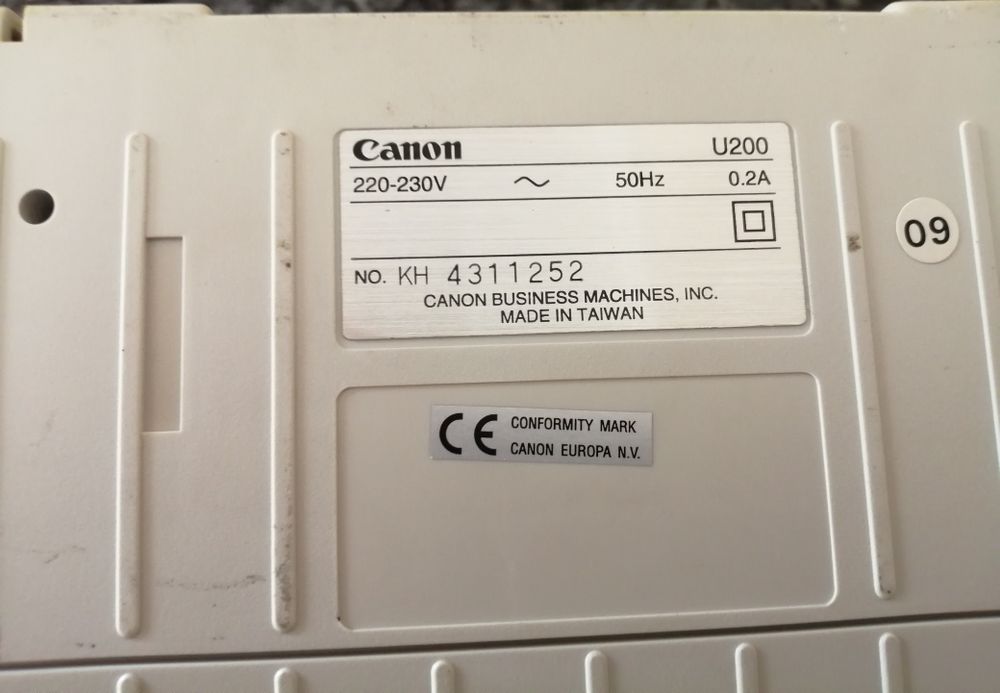 Canon U200
220-230V ~ 50Hz 0.2A
NO. KH 4311252
CANON BUSINESS MACHINES, INC.
MADE IN TAIWAN
09
CE CONFORMITY MARK
CANON EUROPA N.V.